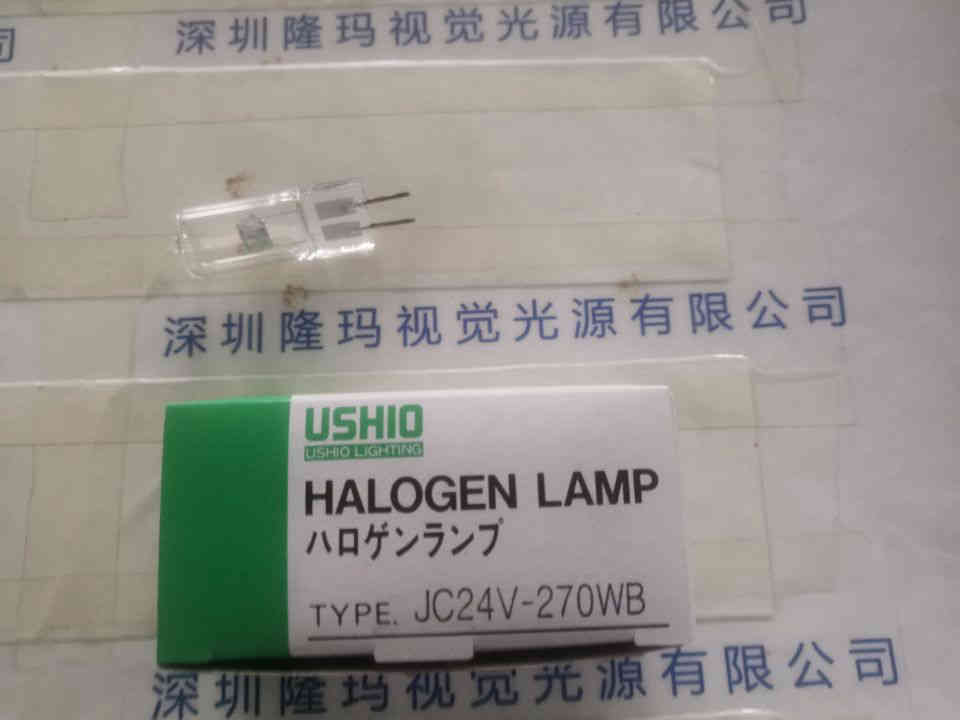 司
深圳隆玛视觉光源有限公司
深圳隆玛视觉光源有限公司
USHIO
USHIO LIGHTING
HALOGEN LAMP
ハロゲンランプ
TYPE. JC24V-270WB
深圳隆玛视觉光源有限公司